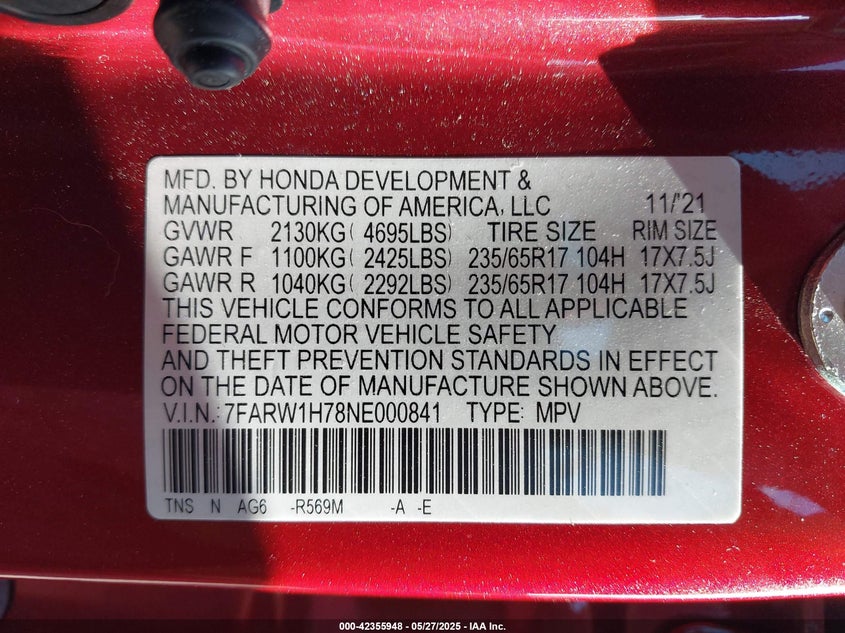 MFD. BY HONDA DEVELOPMENT &
MANUFACTURING OF AMERICA, LLC 11/'21
GVWR 2130KG( 4695LBS) TIRE SIZE RIM SIZE
GAWR F 1100KG( 2425LBS) 235/65R17 104H 17X7.5J
GAWR R 1040KG( 2292LBS) 235/65R17 104H 17X7.5J
THIS VEHICLE CONFORMS TO ALL APPLICABLE
FEDERAL MOTOR VEHICLE SAFETY
AND THEFT PREVENTION STANDARDS IN EFFECT
ON THE DATE OF MANUFACTURE SHOWN ABOVE.
V.I.N.: 7FARW1H78NE000841 TYPE: MPV
TNS N AG6 -R569M -A -E
000-42355948 - 05/27/2025 - IAA Inc.